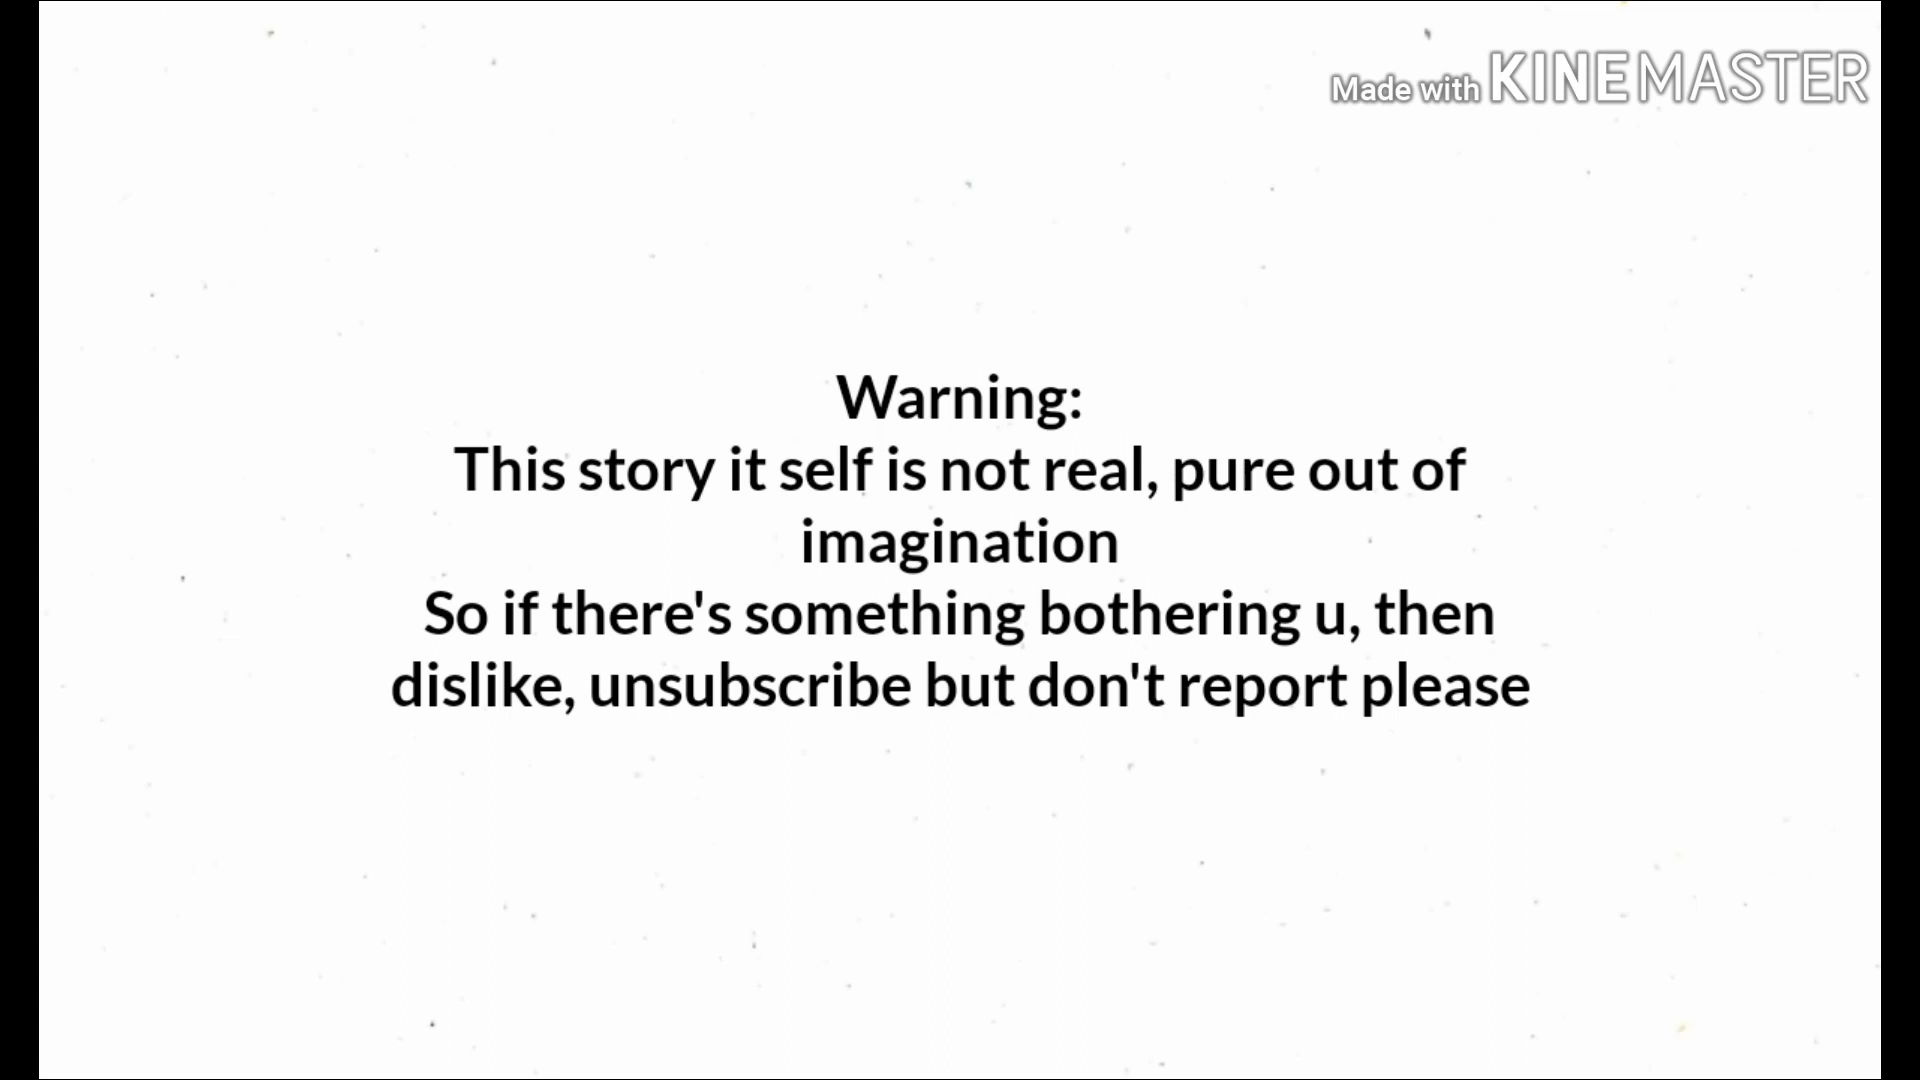 Made with KINEMASTER
Warning:
This story it self is not real, pure out of
imagination
So if there's something bothering u, then
dislike, unsubscribe but don't report please